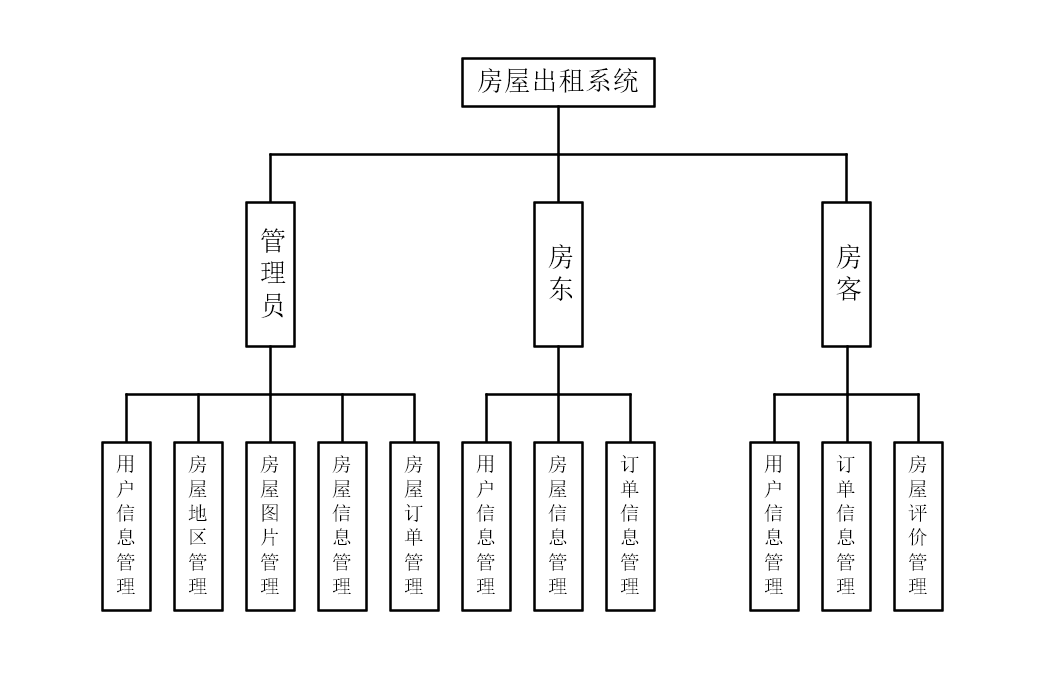 房屋出租系统
管理员
房东
房客
用户信息管理
房屋地区管理
房屋图片管理
房屋信息管理
房屋订单管理
用户信息管理
房屋信息管理
订单信息管理
用户信息管理
订单信息管理
房屋评价管理